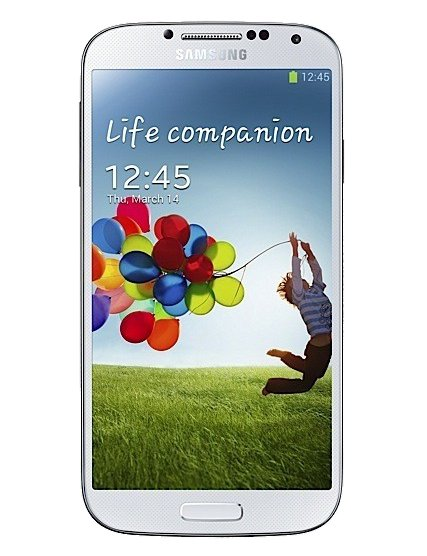 SAMSUNG
12:45
Life companion
12:45
Thu, March 14